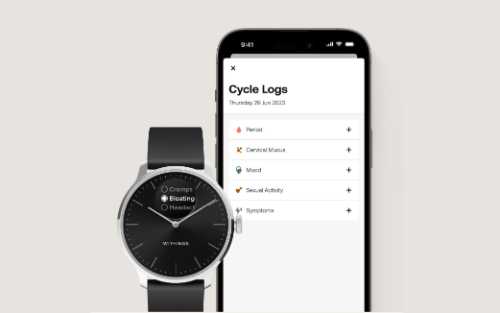 9:41
×
Cycle Logs
Thursday 29 Jun 2023
Period +
Cervical Mucus +
Mood +
Sexual Activity +
Symptoms +
Cramps
Bloating
Headach
WITHINGS